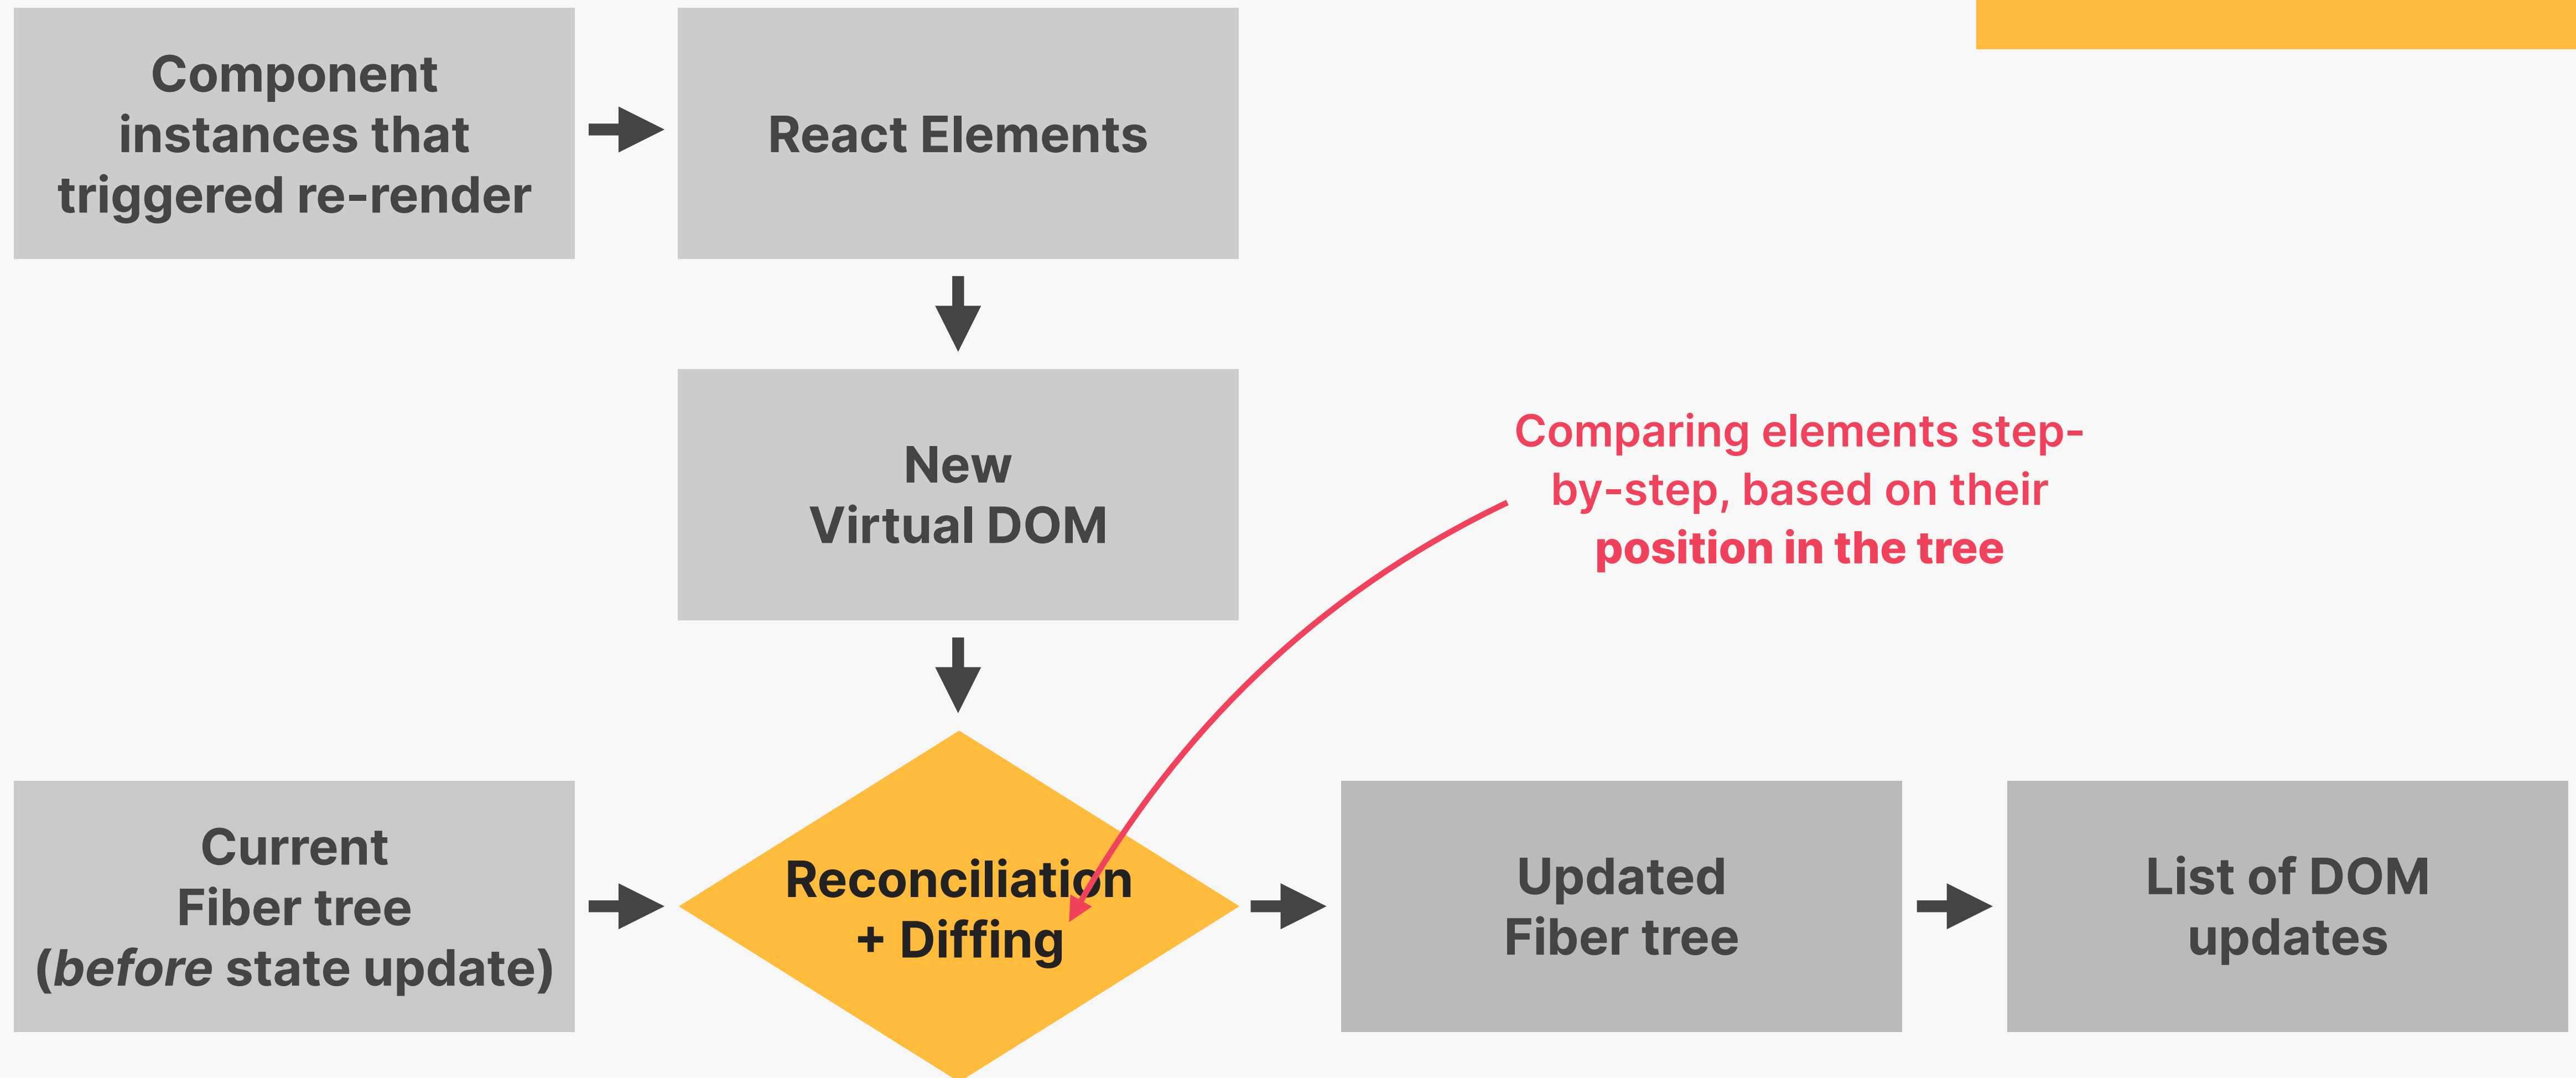 Component
instances that
triggered re-render
React Elements
New
Virtual DOM
Comparing elements step-
by-step, based on their
position in the tree
Current
Fiber tree
(before state update)
Reconciliation
+ Diffing
Updated
Fiber tree
List of DOM
updates